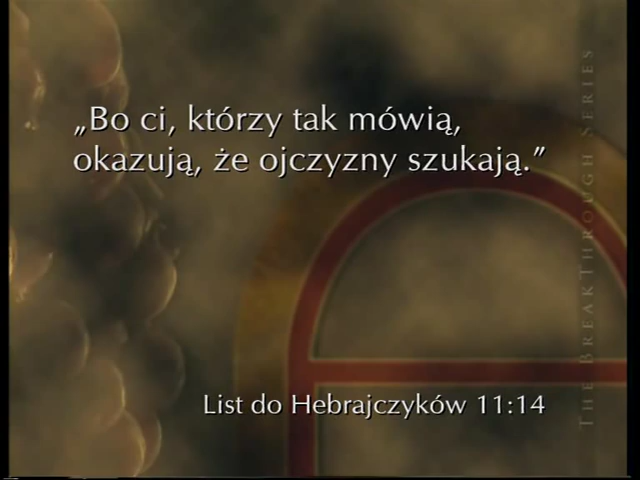 „Bo ci, którzy tak mówią,
okazują, że ojczyzny szukają.”
List do Hebrajczyków 11:14
THE BREAKTHROUGH SERIES